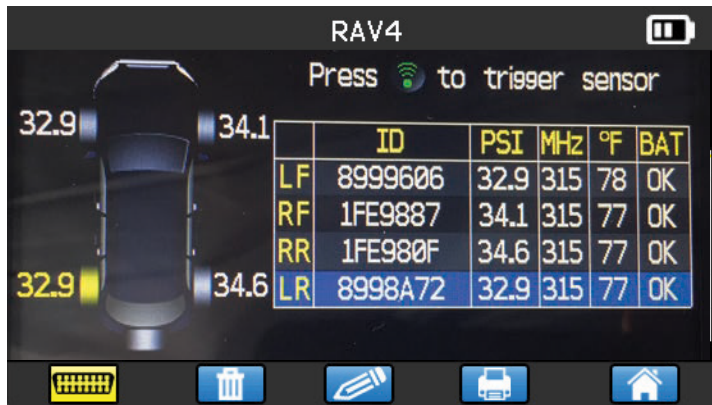 RAV4
Press to trigger sensor
32.9 34.1
ID PSI MHz °F BAT
LF 8999606 32.9 315 78 OK
RF 1FE9887 34.1 315 77 OK
RR 1FE980F 34.6 315 77 OK
32.9 34.6
LR 8998A72 32.9 315 77 OK